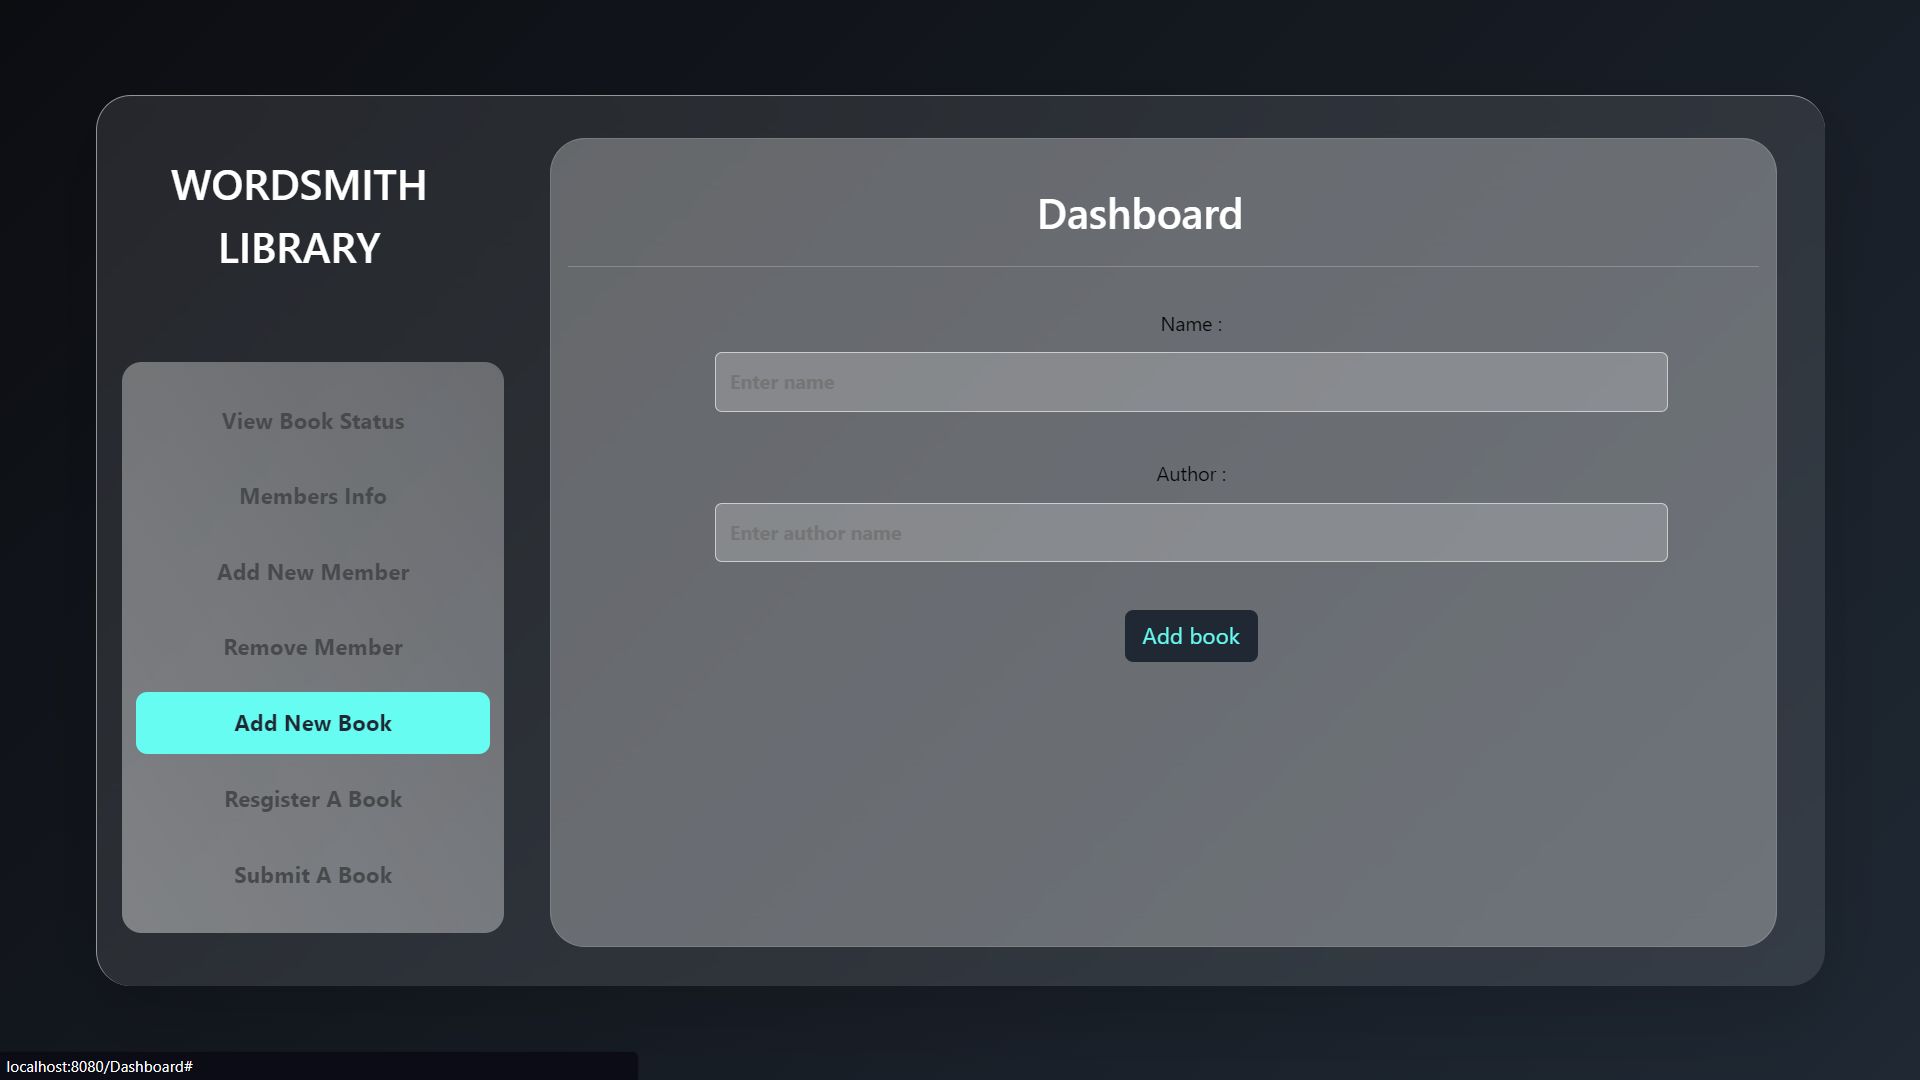 WORDSMITH
LIBRARY
View Book Status
Members Info
Add New Member
Remove Member
Add New Book
Resgister A Book
Submit A Book
Dashboard
Name :
Enter name
Author :
Enter author name
Add book
localhost:8080/Dashboard#